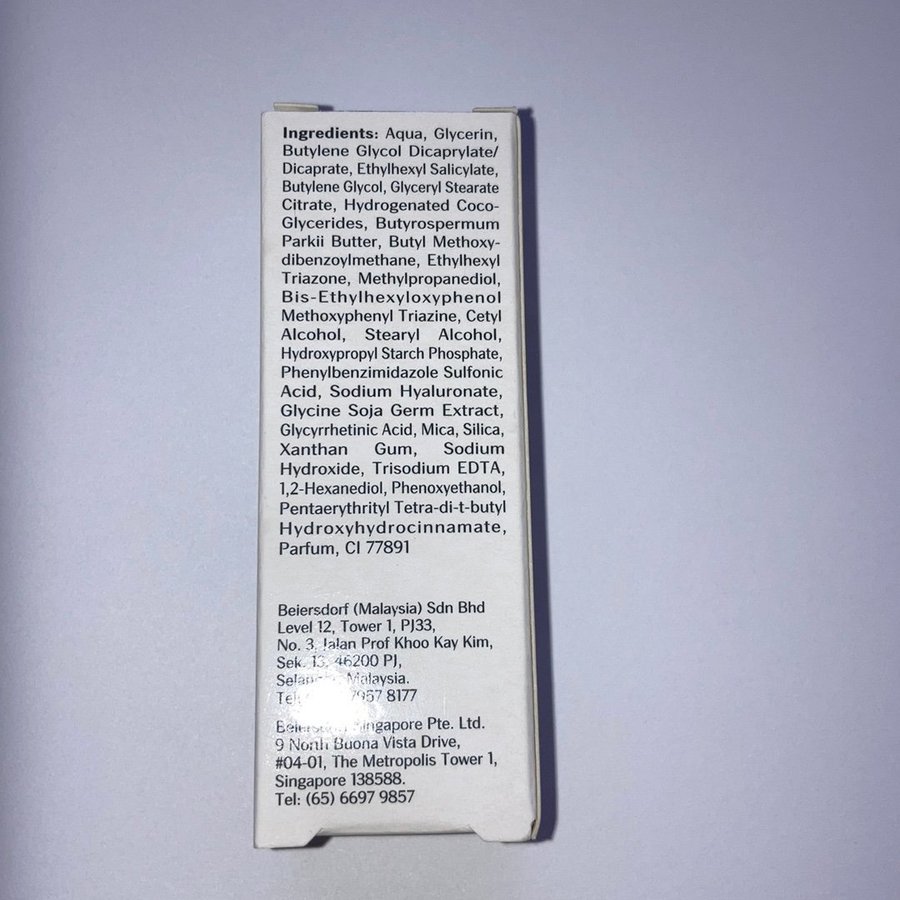 Ingredients: Aqua, Glycerin,
Butylene Glycol Dicaprylate/
Dicaprate, Ethylhexyl Salicylate,
Butylene Glycol, Glyceryl Stearate
Citrate, Hydrogenated Coco-
Glycerides, Butyrospermum
Parkii Butter, Butyl Methoxy-
dibenzoylmethane, Ethylhexyl
Triazone, Methylpropanediol,
Bis-Ethylhexyloxyphenol
Methoxyphenyl Triazine, Cetyl
Alcohol, Stearyl Alcohol,
Hydroxypropyl Starch Phosphate,
Phenylbenzimidazole Sulfonic
Acid, Sodium Hyaluronate,
Glycine Soja Germ Extract,
Glycyrrhetinic Acid, Mica, Silica,
Xanthan Gum, Sodium
Hydroxide, Trisodium EDTA,
1,2-Hexanediol, Phenoxyethanol,
Pentaerythrityl Tetra-di-t-butyl
Hydroxyhydrocinnamate,
Parfum, CI 77891
Beiersdorf (Malaysia) Sdn Bhd
Level 12, Tower 1, PJ33,
No. 3, Jalan Prof Khoo Kay Kim,
Sek. 13, 46200 PJ,
Malaysia.
7957 8177
Singapore Pte. Ltd.
9 North Buona Vista Drive,
#04-01, The Metropolis Tower 1,
Singapore 138588.
Tel: (65) 6697 9857